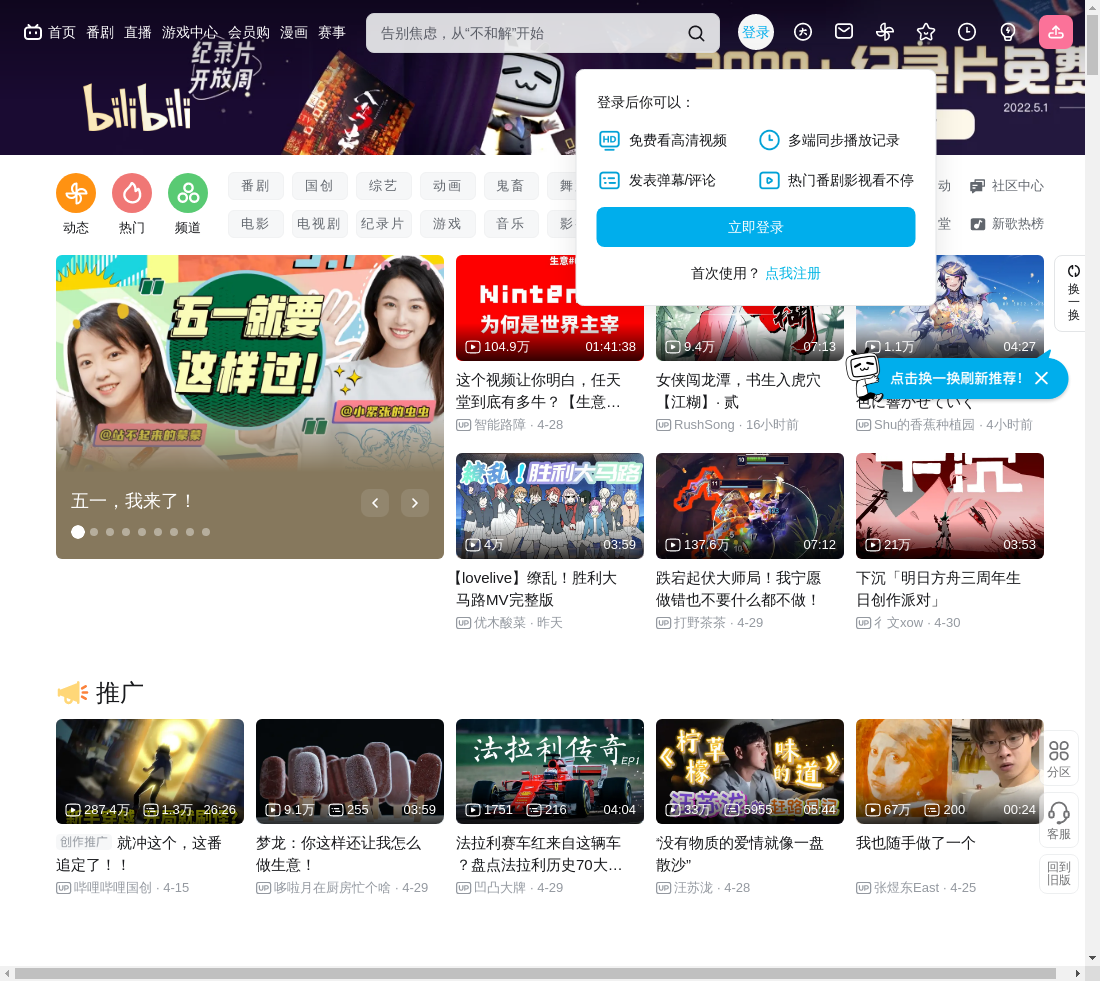 首页 番剧 直播 游戏中心 会员购 漫画 赛事
告别焦虑，从“不和解”开始
登录
纪录片
开放周
bilibili
2022.5.1
登录后你可以：
HD 免费看高清视频
多端同步播放记录
发表弹幕/评论
热门番剧影视看不停
立即登录
首次使用？ 点我注册
动态
热门
频道
番剧 国创 综艺 动画 鬼畜 舞
动
社区中心
电影 电视剧 纪录片 游戏 音乐 影
堂
新歌热榜
换
一
换
五一就要
这样过！
@站不起来的蒙蒙
@小紧张的虫虫
五一，我来了！
为何是世界主宰
104.9万 01:41:38
这个视频让你明白，任天
堂到底有多牛？【生意…
UP 智能路障 · 4-28
9.4万 07:13
女侠闯龙潭，书生入虎穴
【江糊】· 贰
UP RushSong · 16小时前
1.1万 04:27
点击换一换刷新推荐！
色に響かせていく
UP Shu的香蕉种植园 · 4小时前
缭乱！胜利大马路
4万 03:59
【lovelive】缭乱！胜利大
马路MV完整版
UP 优木酸菜 · 昨天
137.6万 07:12
跌宕起伏大师局！我宁愿
做错也不要什么都不做！
UP 打野茶茶 · 4-29
下沉
21万 03:53
下沉「明日方舟三周年生
日创作派对」
UP 彳文xow · 4-30
推广
287.4万 1.3万 26:26
创作推广 就冲这个，这番
追定了！！
UP 哔哩哔哩国创 · 4-15
9.1万 255 03:59
梦龙：你这样还让我怎么
做生意！
UP 哆啦月在厨房忙个啥 · 4-29
法拉利传奇
EP1
1751 216 04:04
法拉利赛车红来自这辆车
？盘点法拉利历史70大…
UP 凹凸大牌 · 4-29
《柠檬草的味道》
33万 5955 05:44
“没有物质的爱情就像一盘
散沙”
UP 汪苏泷 · 4-28
67万 200 00:24
我也随手做了一个
UP 张煜东East · 4-25
分区
客服
回到
旧版